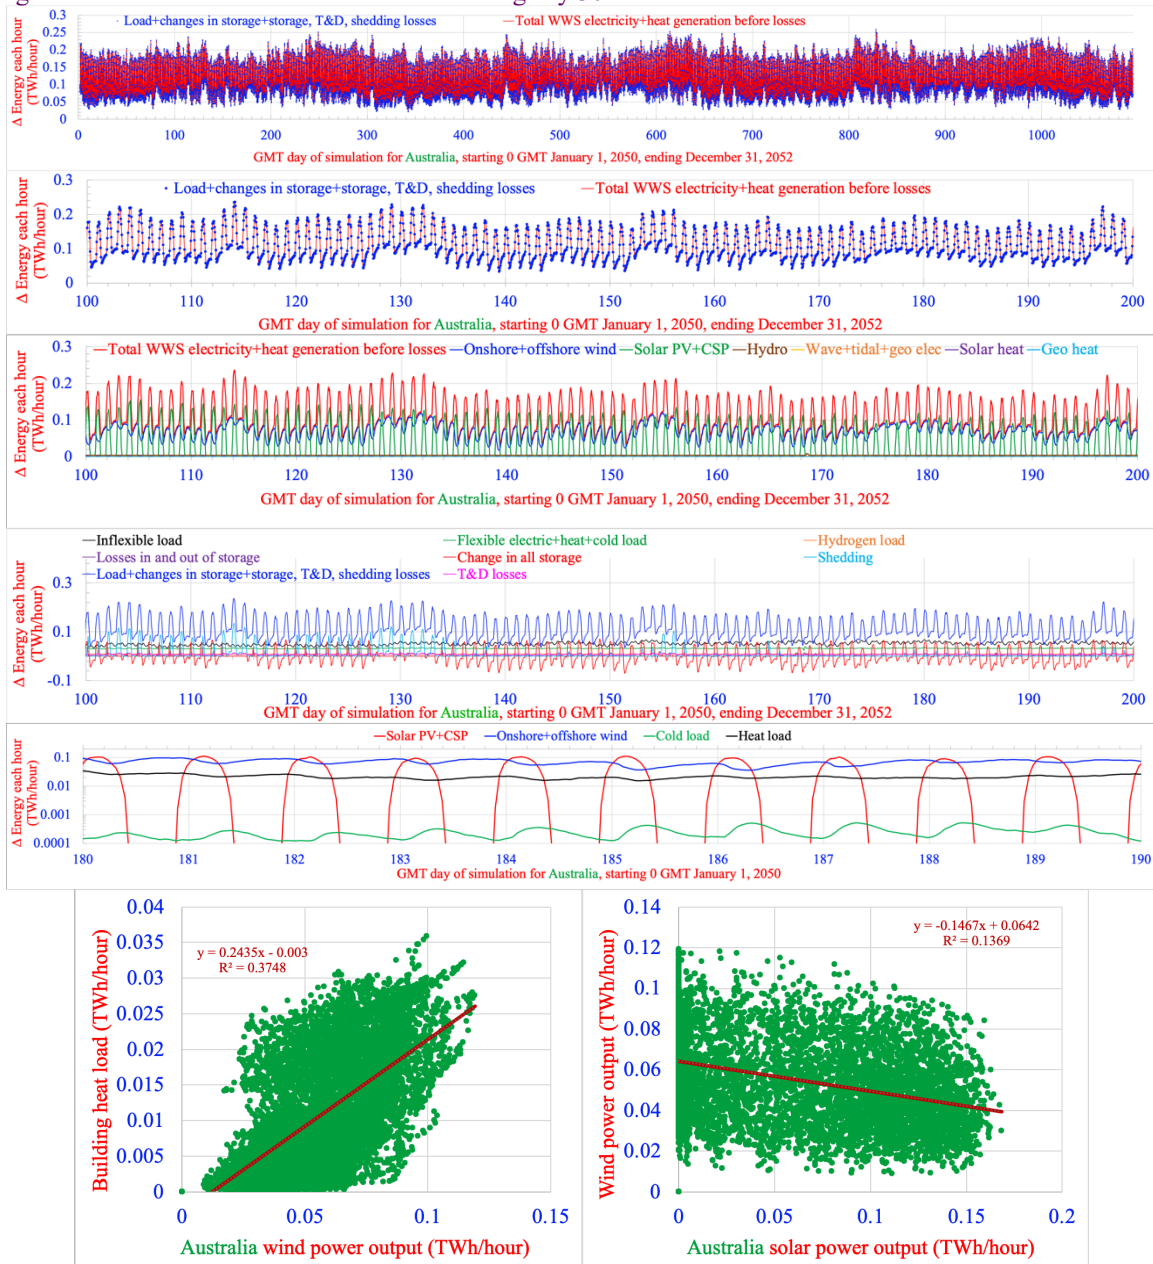 Load+changes in storage+storage, T&D, shedding losses —Total WWS electricity+heat generation before losses
Δ Energy each hour
(TWh/hour)
0.3
0.25
0.2
0.15
0.1
0.05
0
0 100 200 300 400 500 600 700 800 900 1000
GMT day of simulation for Australia, starting 0 GMT January 1, 2050, ending December 31, 2052
Load+changes in storage+storage, T&D, shedding losses —Total WWS electricity+heat generation before losses
Δ Energy each hour
(TWh/hour)
0.3
0.2
0.1
0
100 110 120 130 140 150 160 170 180 190 200
GMT day of simulation for Australia, starting 0 GMT January 1, 2050, ending December 31, 2052
—Total WWS electricity+heat generation before losses —Onshore+offshore wind —Solar PV+CSP —Hydro —Wave+tidal+geo elec —Solar heat —Geo heat
Δ Energy each hour
(TWh/hour)
0.3
0.2
0.1
0
100 110 120 130 140 150 160 170 180 190 200
GMT day of simulation for Australia, starting 0 GMT January 1, 2050, ending December 31, 2052
—Inflexible load —Flexible electric+heat+cold load —Hydrogen load
—Losses in and out of storage —Change in all storage —Shedding
—Load+changes in storage+storage, T&D, shedding losses —T&D losses
Δ Energy each hour
(TWh/hour)
0.3
0.1
-0.1
100 110 120 130 140 150 160 170 180 190 200
GMT day of simulation for Australia, starting 0 GMT January 1, 2050, ending December 31, 2052
—Solar PV+CSP —Onshore+offshore wind —Cold load —Heat load
Δ Energy each hour
(TWh/hour)
0.1
0.01
0.001
0.0001
180 181 182 183 184 185 186 187 188 189 190
GMT day of simulation for Australia, starting 0 GMT January 1, 2050
Building heat load (TWh/hour)
0.04
0.035
0.03
0.025
0.02
0.015
0.01
0.005
0
y = 0.2435x - 0.003
R² = 0.3748
0 0.05 0.1 0.15
Australia wind power output (TWh/hour)
Wind power output (TWh/hour)
0.14
0.12
0.1
0.08
0.06
0.04
0.02
0
y = -0.1467x + 0.0642
R² = 0.1369
0 0.05 0.1 0.15 0.2
Australia solar power output (TWh/hour)